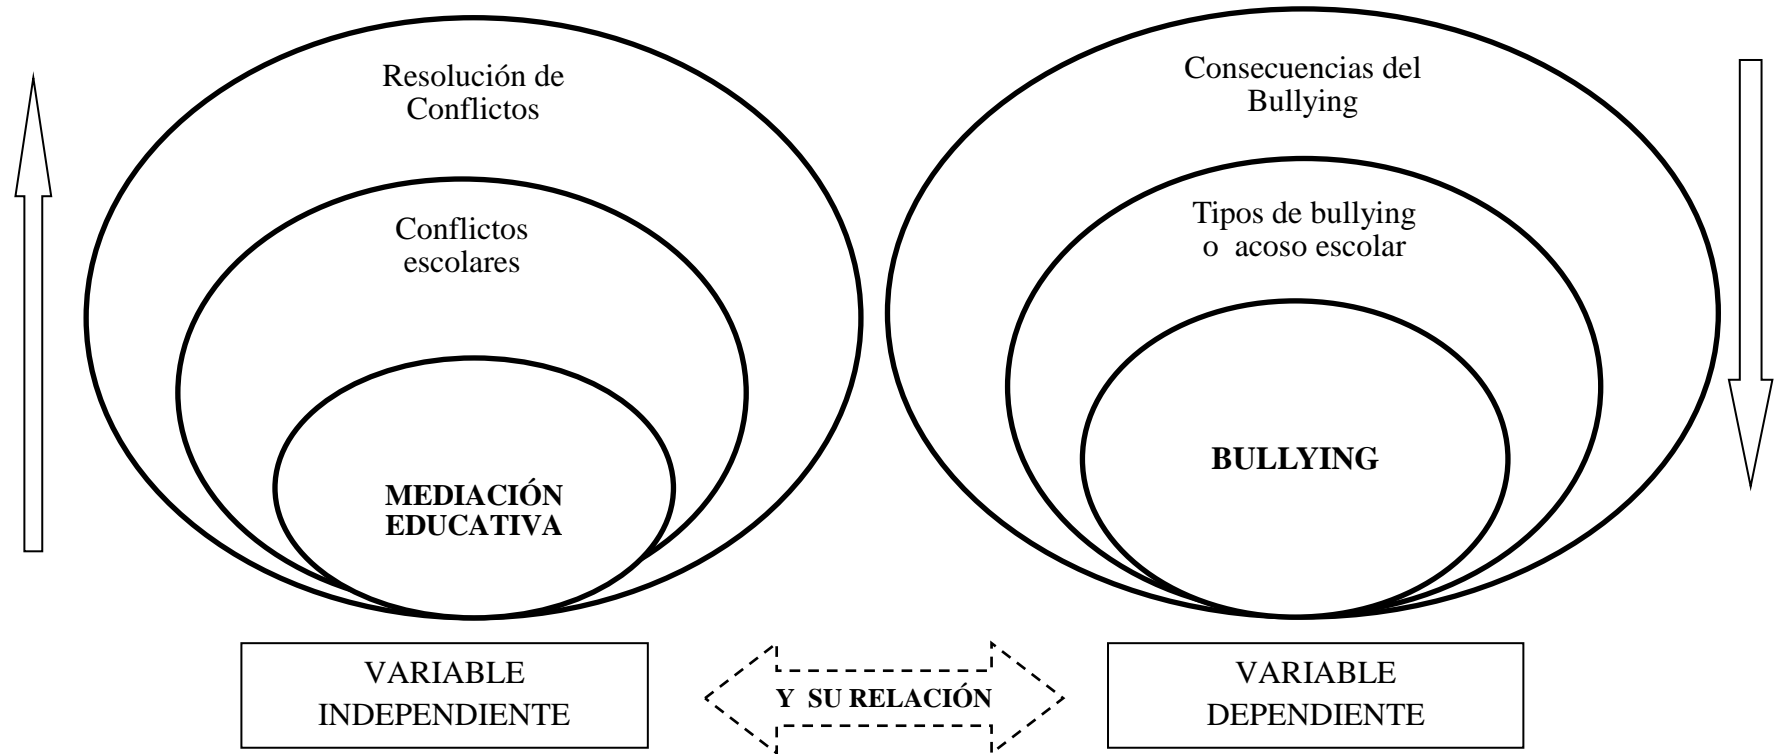 Resolución de
Conflictos
Conflictos
escolares
MEDIACIÓN
EDUCATIVA
VARIABLE
INDEPENDIENTE
Y SU RELACIÓN
Consecuencias del
Bullying
Tipos de bullying
o acoso escolar
BULLYING
VARIABLE
DEPENDIENTE